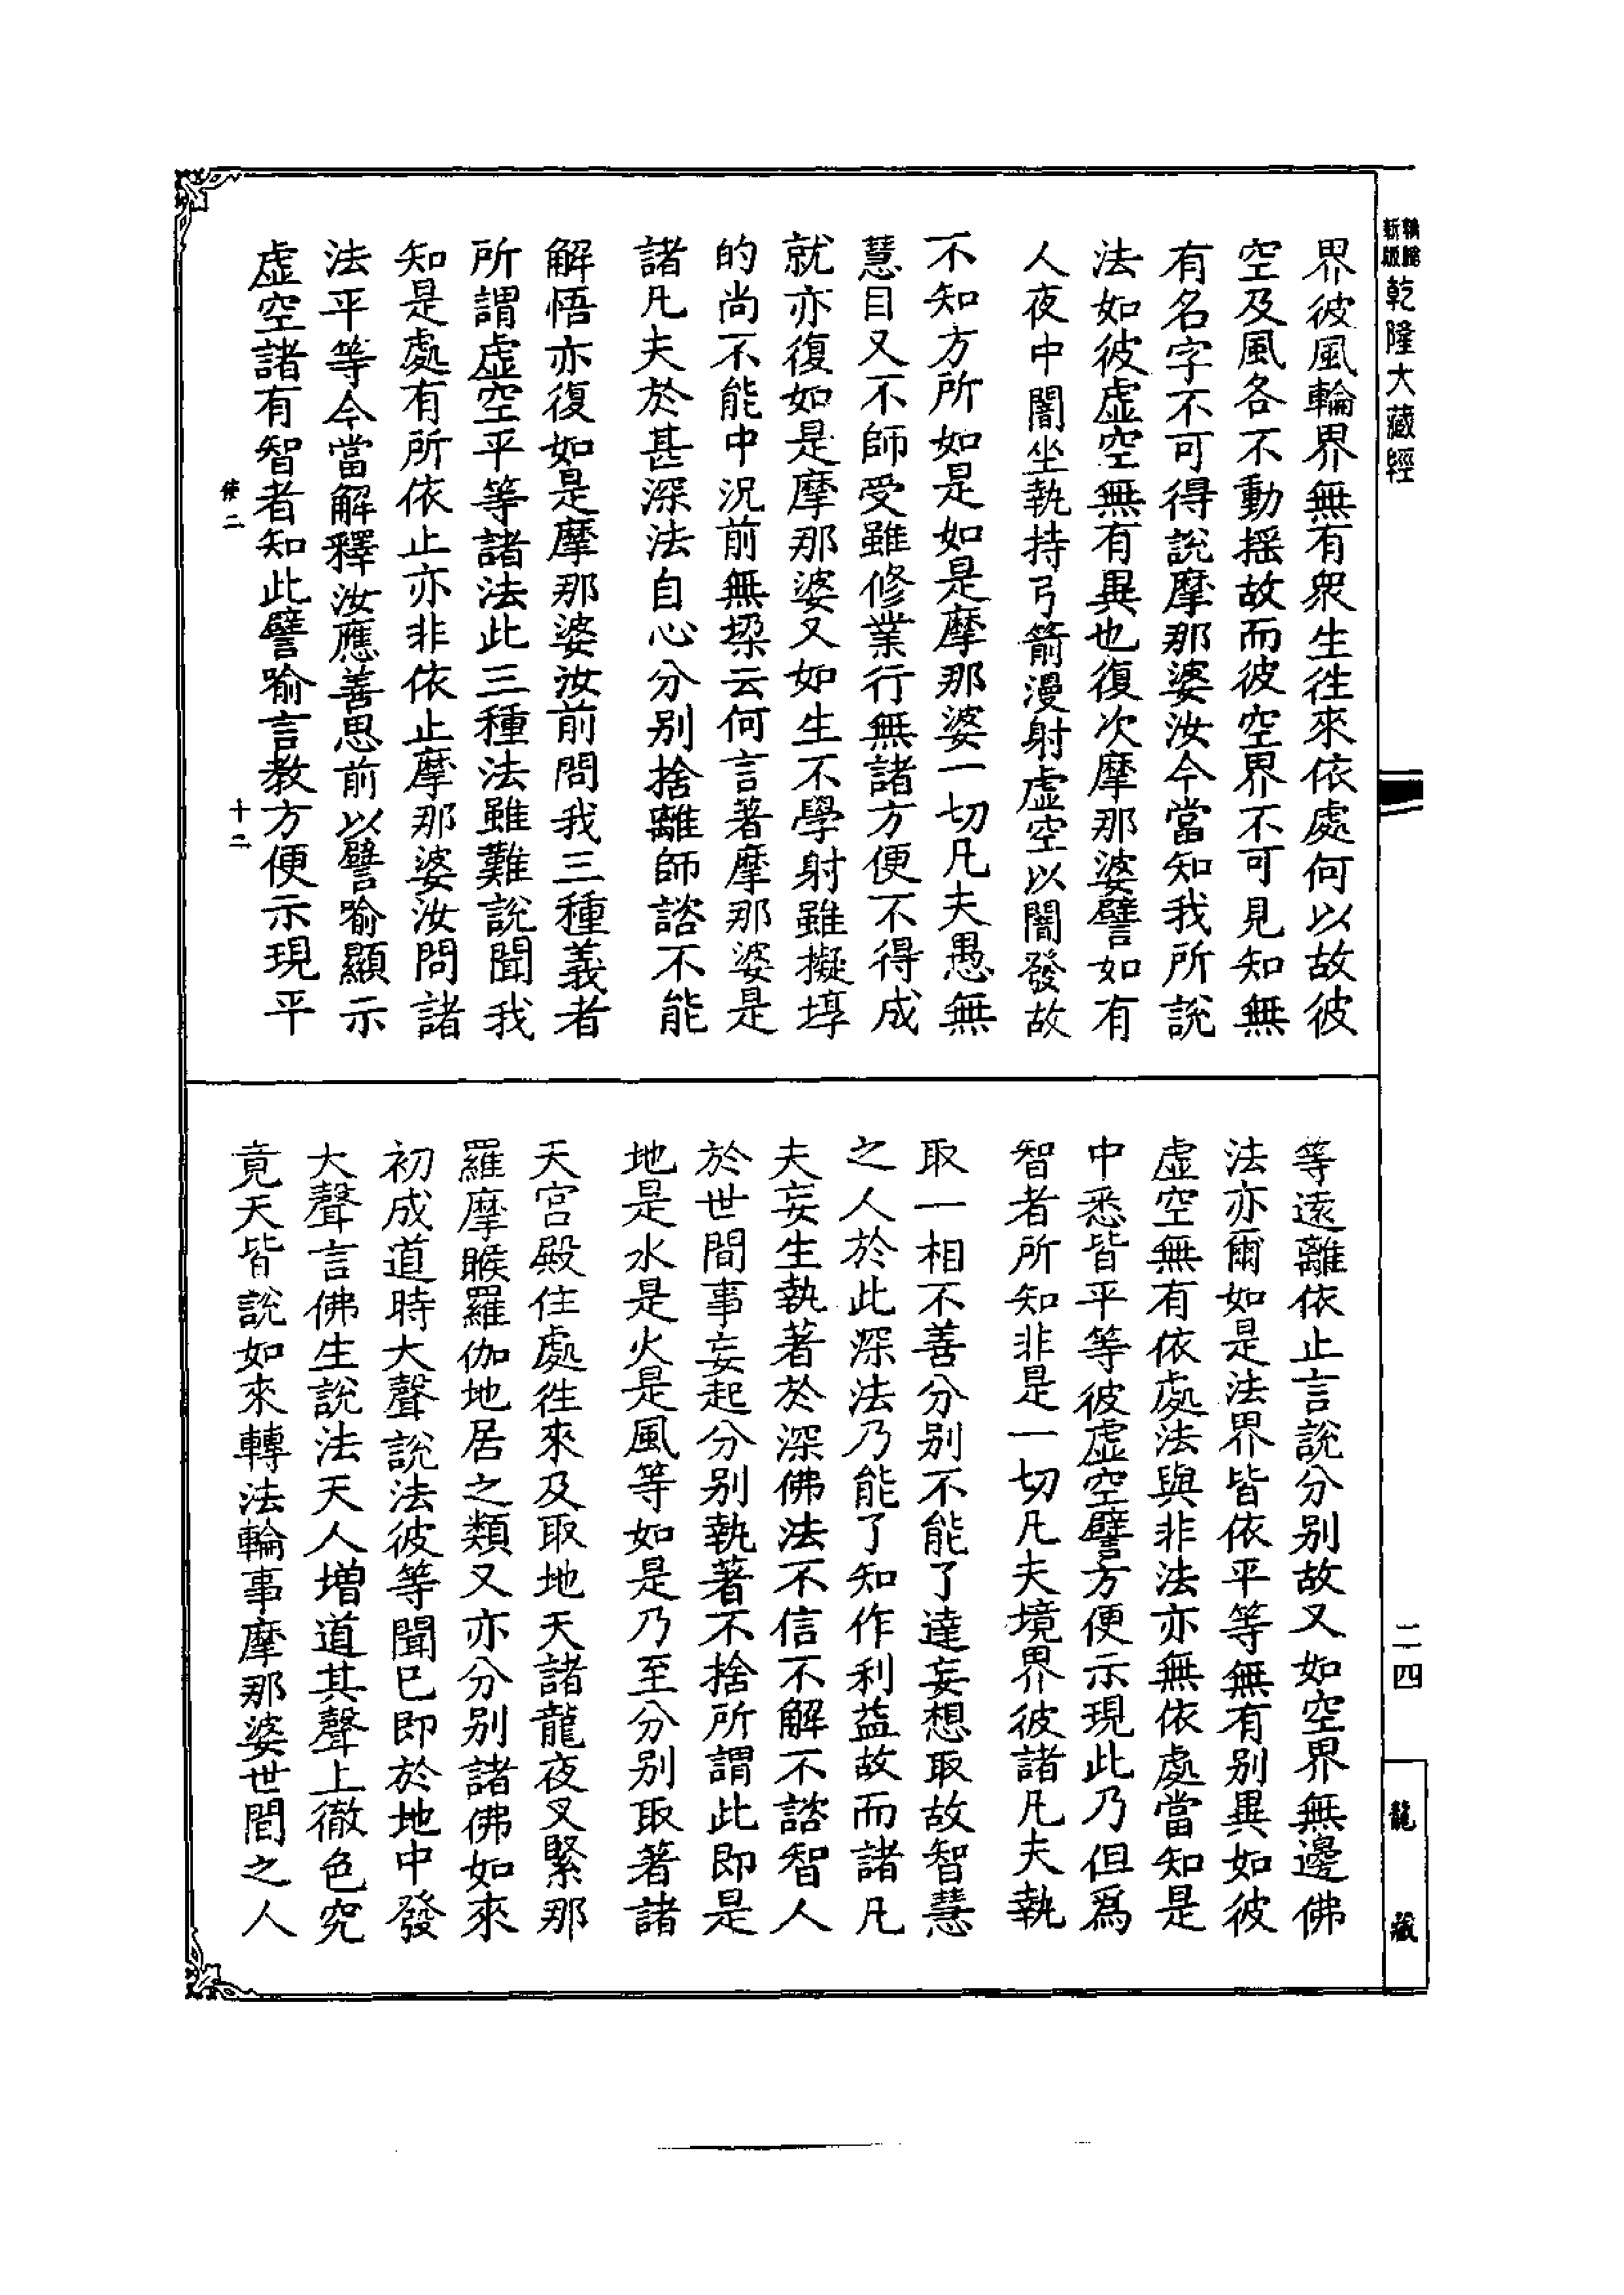 乾隆大藏經
界彼風輪界無有衆生往來依處何以故彼
空及風各不動揺故而彼空界不可見知無
有名字不可得說摩那婆汝今當知我所說
法如彼虛空無有異也復次摩那婆譬如有
人夜中闇坐執持弓箭漫射虛空以闇發故
不知方所如是如是摩那婆一切凡夫愚無
慧目又不師受雖修業行無諸方便不得成
就亦復如是摩那婆又如生不學射雖擬埻
的尚不能中況前無垜云何言著摩那婆是
諸凡夫於甚深法自心分別捨離師諮不能
解悟亦復如是摩那婆汝前問我三種義者
所謂虛空平等諸法此三種法雖難說聞我
知是處有所依止亦非依止摩那婆汝問諸
法平等今當解釋汝應善思前以譬喻顯示
虛空諸有智者知此譬喻言教方便示現平
二
十二
等遠離依止言說分別故又如空界無邊佛
法亦爾如是法界皆依平等無有別異如彼
虛空無有依處法與非法亦無依處當知是
中悉皆平等彼虛空譬方便示現此乃但爲
智者所知非是一切凡夫境界彼諸凡夫執
取一相不善分別不能了達妄想取故智慧
之人於此深法乃能了知作利益故而諸凡
夫妄生執著於深佛法不信不解不諮智人
於世間事妄起分別執著不捨所謂此即是
地是水是火是風等如是乃至分別取著諸
天宮殿住處往來及取地天諸龍夜叉緊那
羅摩睺羅伽地居之類又亦分別諸佛如來
初成道時大聲說法彼等聞已即於地中發
大聲言佛生說法天人增道其聲上徹色究
竟天皆說如來轉法輪事摩那婆世間之人
二四
龍藏